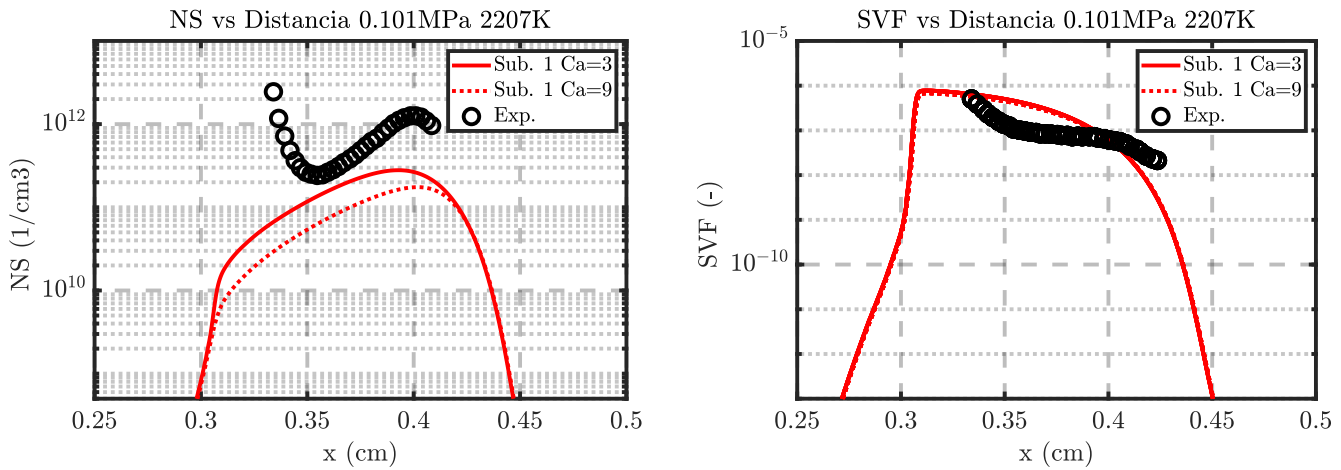 NS vs Distancia 0.101MPa 2207K
Sub. 1 Ca=3
Sub. 1 Ca=9
Exp.
10^12
10^10
NS (1/cm3)
0.25 0.3 0.35 0.4 0.45 0.5
x (cm)
SVF vs Distancia 0.101MPa 2207K
Sub. 1 Ca=3
Sub. 1 Ca=9
Exp.
10^-5
10^-10
SVF (-)
0.25 0.3 0.35 0.4 0.45 0.5
x (cm)